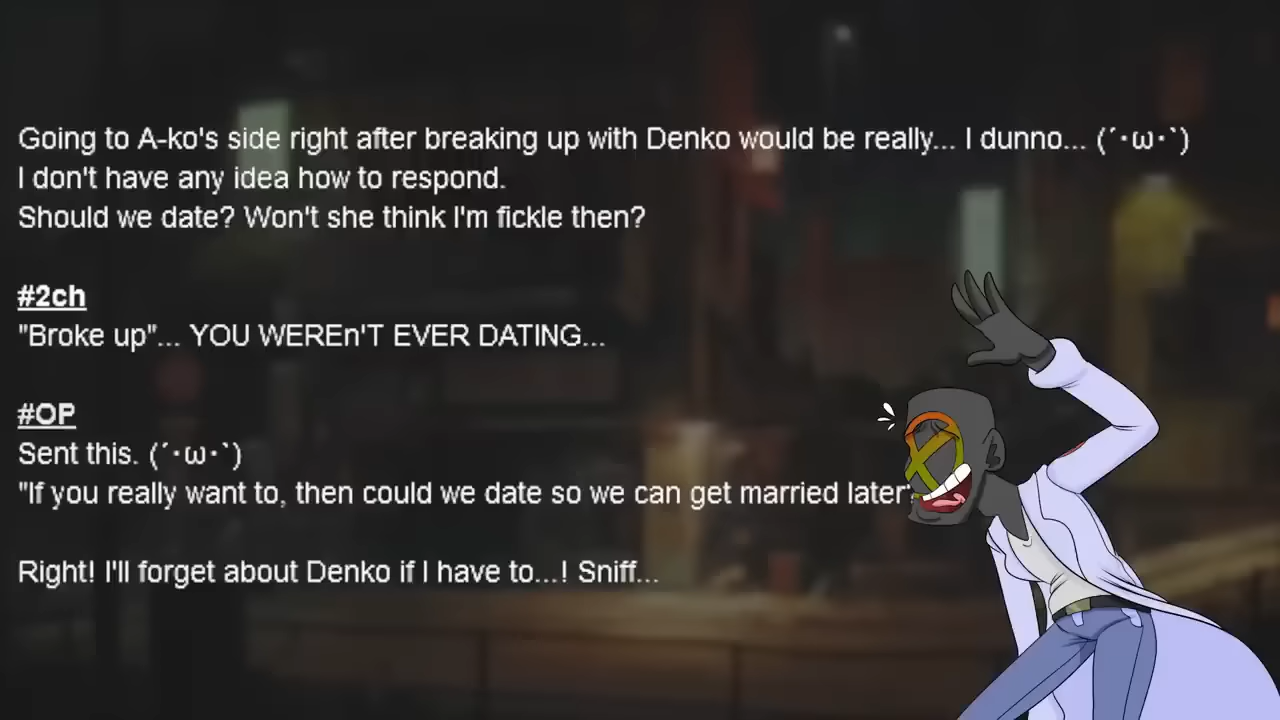 Going to A-ko's side right after breaking up with Denko would be really... I dunno... (´･ω･`)
I don't have any idea how to respond.
Should we date? Won't she think I'm fickle then?
#2ch
"Broke up"... YOU WEREn'T EVER DATING...
#OP
Sent this. (´･ω･`)
"If you really want to, then could we date so we can get married later"
Right! I'll forget about Denko if I have to...! Sniff...